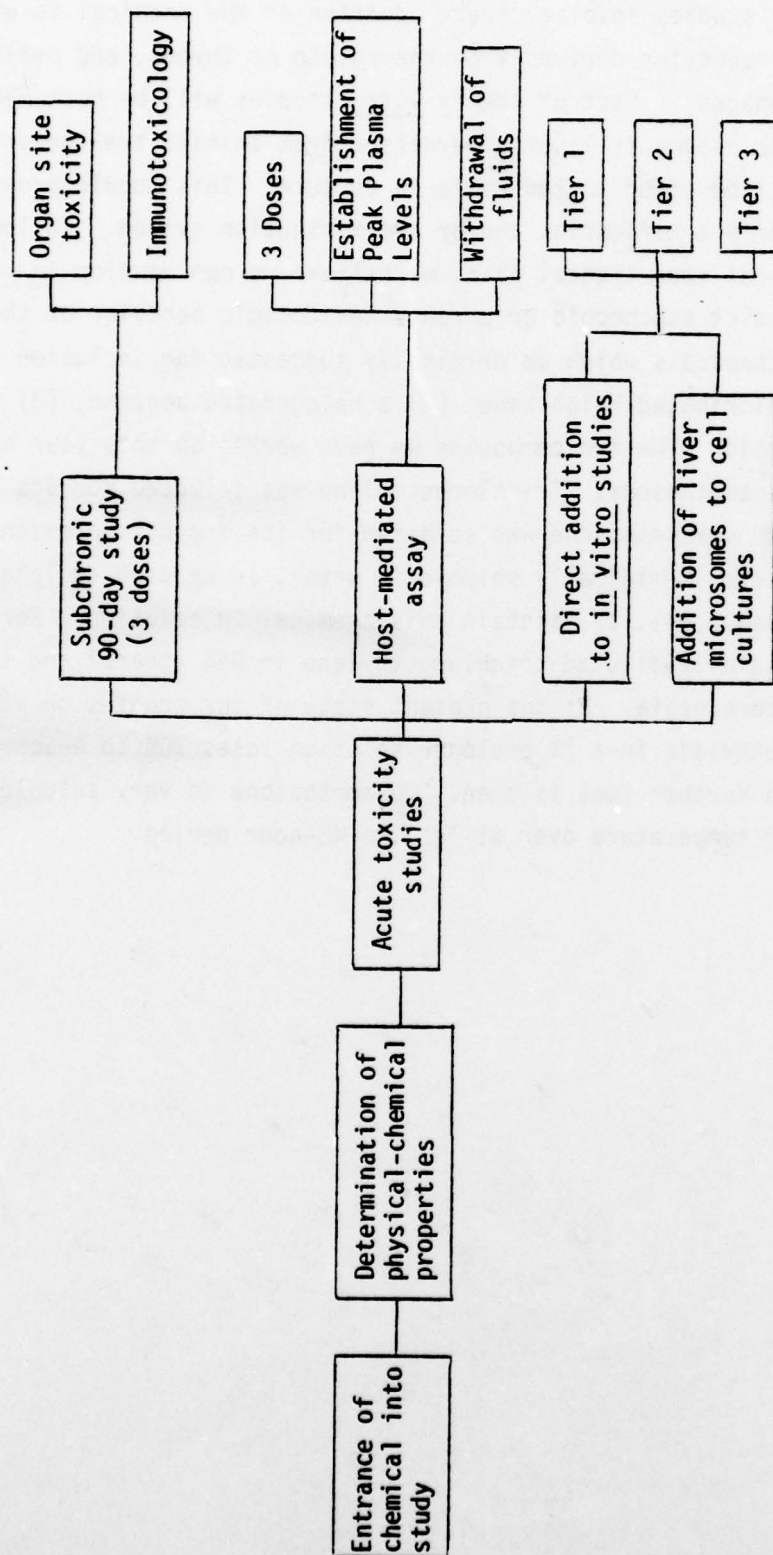 Entrance of
chemical into
study
Determination of
physical-chemical
properties
Acute toxicity
studies
Subchronic
90-day study
(3 doses)
Organ site
toxicity
Immunotoxicology
Host-mediated
assay
3 Doses
Establishment of
Peak Plasma
Levels
Withdrawal of
fluids
Direct addition
to in vitro studies
Addition of liver
microsomes to cell
cultures
Tier 1
Tier 2
Tier 3